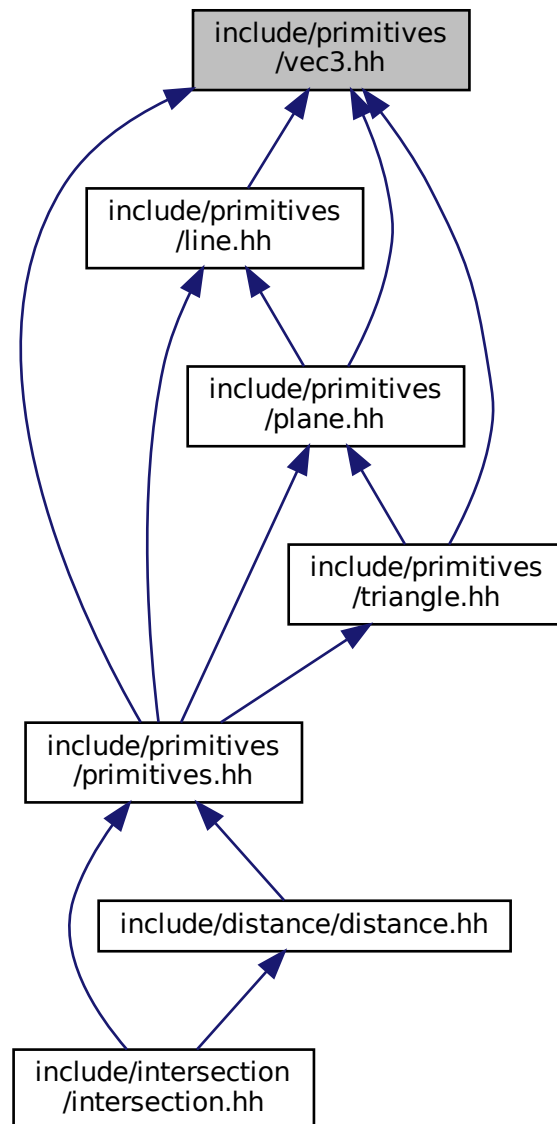 include/primitives
/vec3.hh
include/primitives
/line.hh
include/primitives
/plane.hh
include/primitives
/triangle.hh
include/primitives
/primitives.hh
include/distance/distance.hh
include/intersection
/intersection.hh